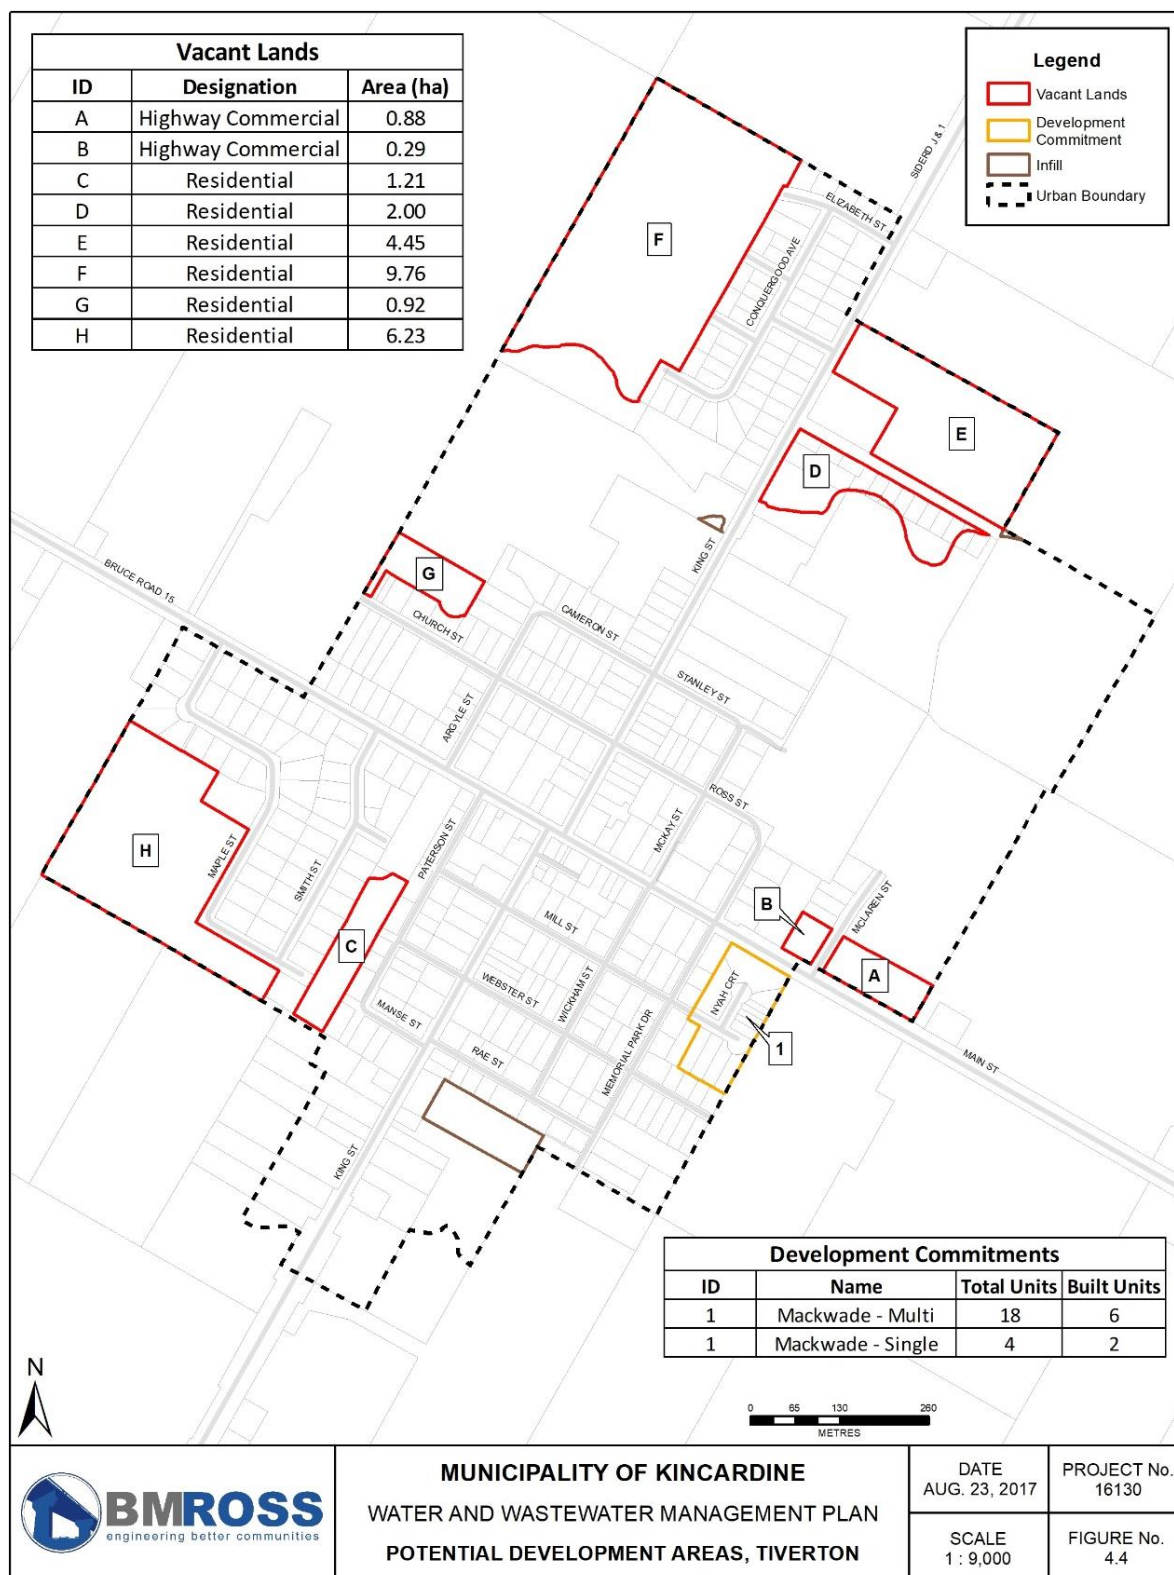 Vacant Lands
ID Designation Area (ha)
A Highway Commercial 0.88
B Highway Commercial 0.29
C Residential 1.21
D Residential 2.00
E Residential 4.45
F Residential 9.76
G Residential 0.92
H Residential 6.23
Legend
Vacant Lands
Development
Commitment
Infill
Urban Boundary
SIDERD J & 1
ELIZABETH ST
F
CONQUERGOOD AVE
E
D
KING ST
G
BRUCE ROAD 15
CHURCH ST
CAMERON ST
STANLEY ST
ARGYLE ST
ROSS ST
MCKAY ST
PATERSON ST
H
MAPLE ST
SMITH ST
MCLAREN ST
B
MILL ST
C
A
WEBSTER ST
WICKHAM ST
NYAH CRT
MANSE ST
MEMORIAL PARK DR
1
RAE ST
MAIN ST
KING ST
Development Commitments
ID Name Total Units Built Units
1 Mackwade - Multi 18 6
1 Mackwade - Single 4 2
N
0 65 130 260
METRES
BMROSS
engineering better communities
MUNICIPALITY OF KINCARDINE
WATER AND WASTEWATER MANAGEMENT PLAN
POTENTIAL DEVELOPMENT AREAS, TIVERTON
DATE
AUG. 23, 2017
PROJECT No.
16130
SCALE
1 : 9,000
FIGURE No.
4.4